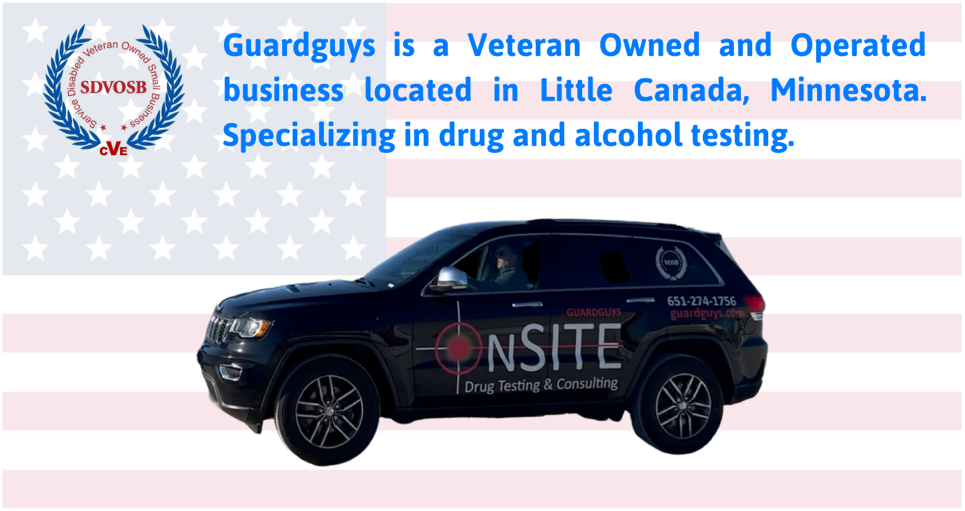 Service Disabled Veteran Owned Small Business
SDVOSB
CVE
Guardguys is a Veteran Owned and Operated
business located in Little Canada, Minnesota.
Specializing in drug and alcohol testing.
VOSB
651-274-1756
GUARDGUYS
guardguys.com
ONSITE
Drug Testing & Consulting